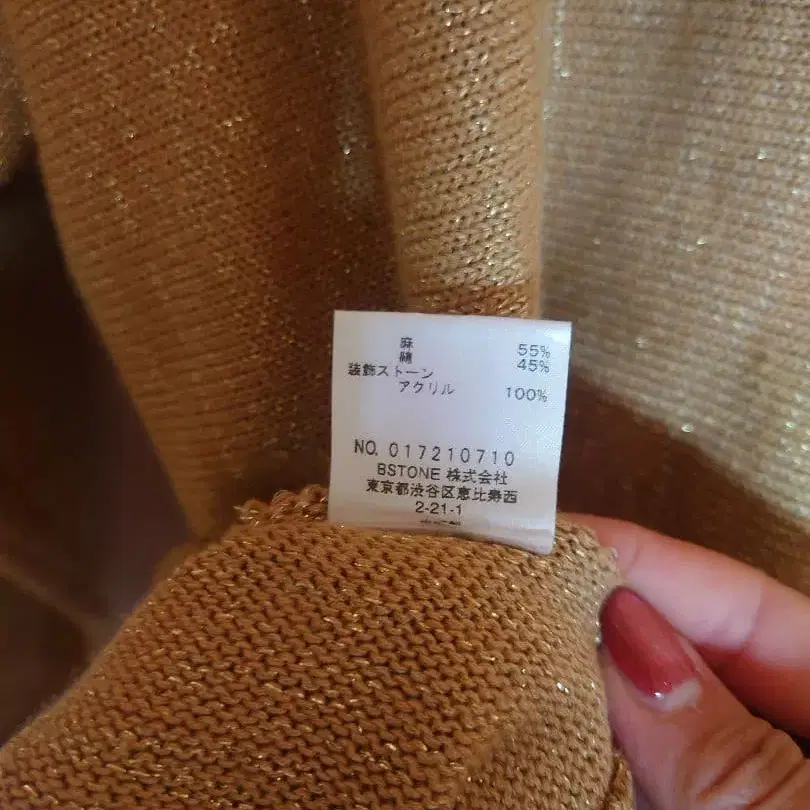 麻 55%
綿 45%
装飾ストーン
アクリル 100%
NO. 017210710
BSTONE 株式会社
東京都渋谷区恵比寿西
2-21-1